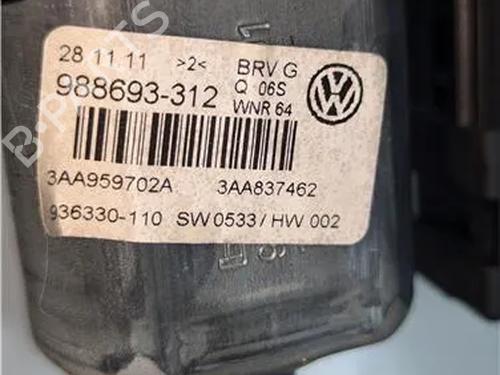 28.11.11 >2< BRV G
988693-312 Q 06S
WNR 64
3AA959702A 3AA837462
936330-110 SW 0533 / HW 002